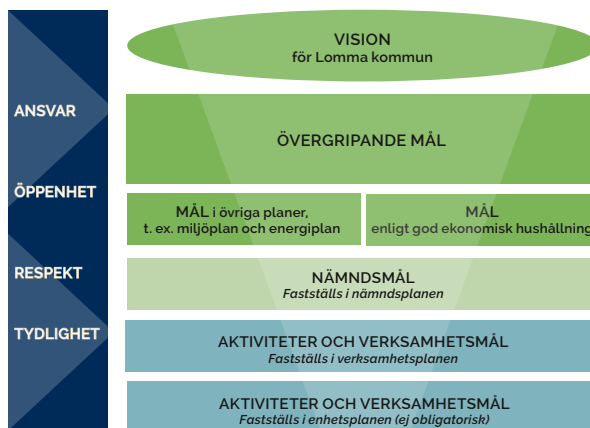 VISION
för Lomma kommun
ANSVAR
ÖVERGRIPANDE MÅL
ÖPPENHET
MÅL i övriga planer,
t. ex. miljöplan och energiplan
MÅL
enligt god ekonomisk hushållning
RESPEKT
NÄMNDSMÅL
Fastställs i nämndsplanen
TYDLIGHET
AKTIVITETER OCH VERKSAMHETSMÅL
Fastställs i verksamhetsplanen
AKTIVITETER OCH VERKSAMHETSMÅL
Fastställs i enhetsplanen (ej obligatorisk)